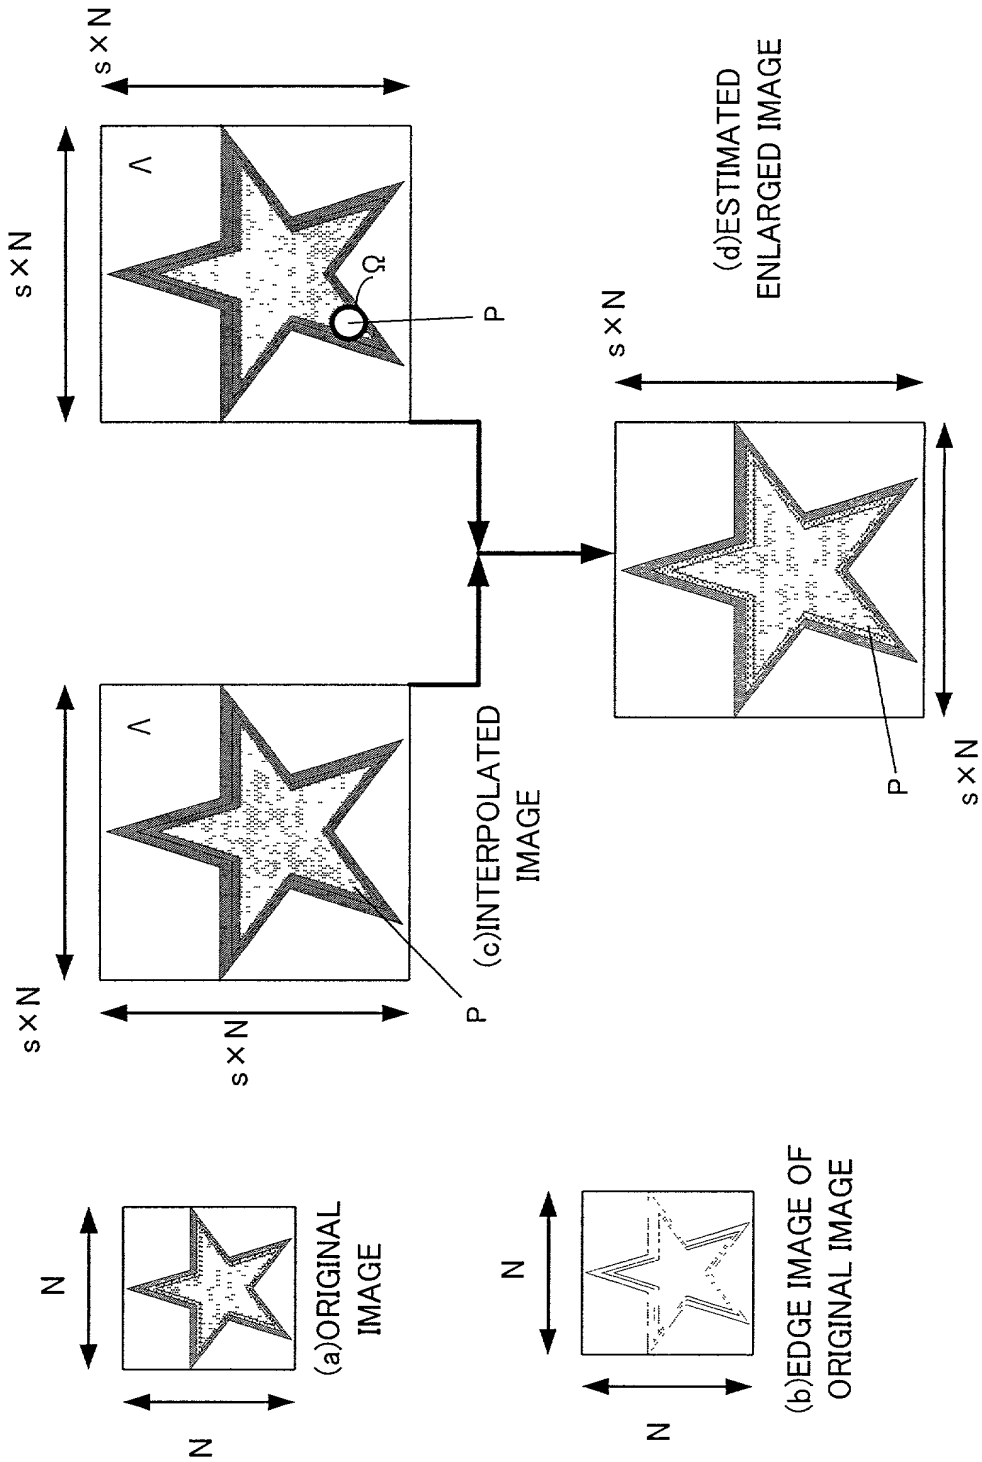 N
N
(a)ORIGINAL
IMAGE
N
N
(b)EDGE IMAGE OF
ORIGINAL IMAGE
s×N
s×N
Λ
P
(c)INTERPOLATED
IMAGE
s×N
s×N
Λ
Ω
P
s×N
P
s×N
(d)ESTIMATED
ENLARGED IMAGE